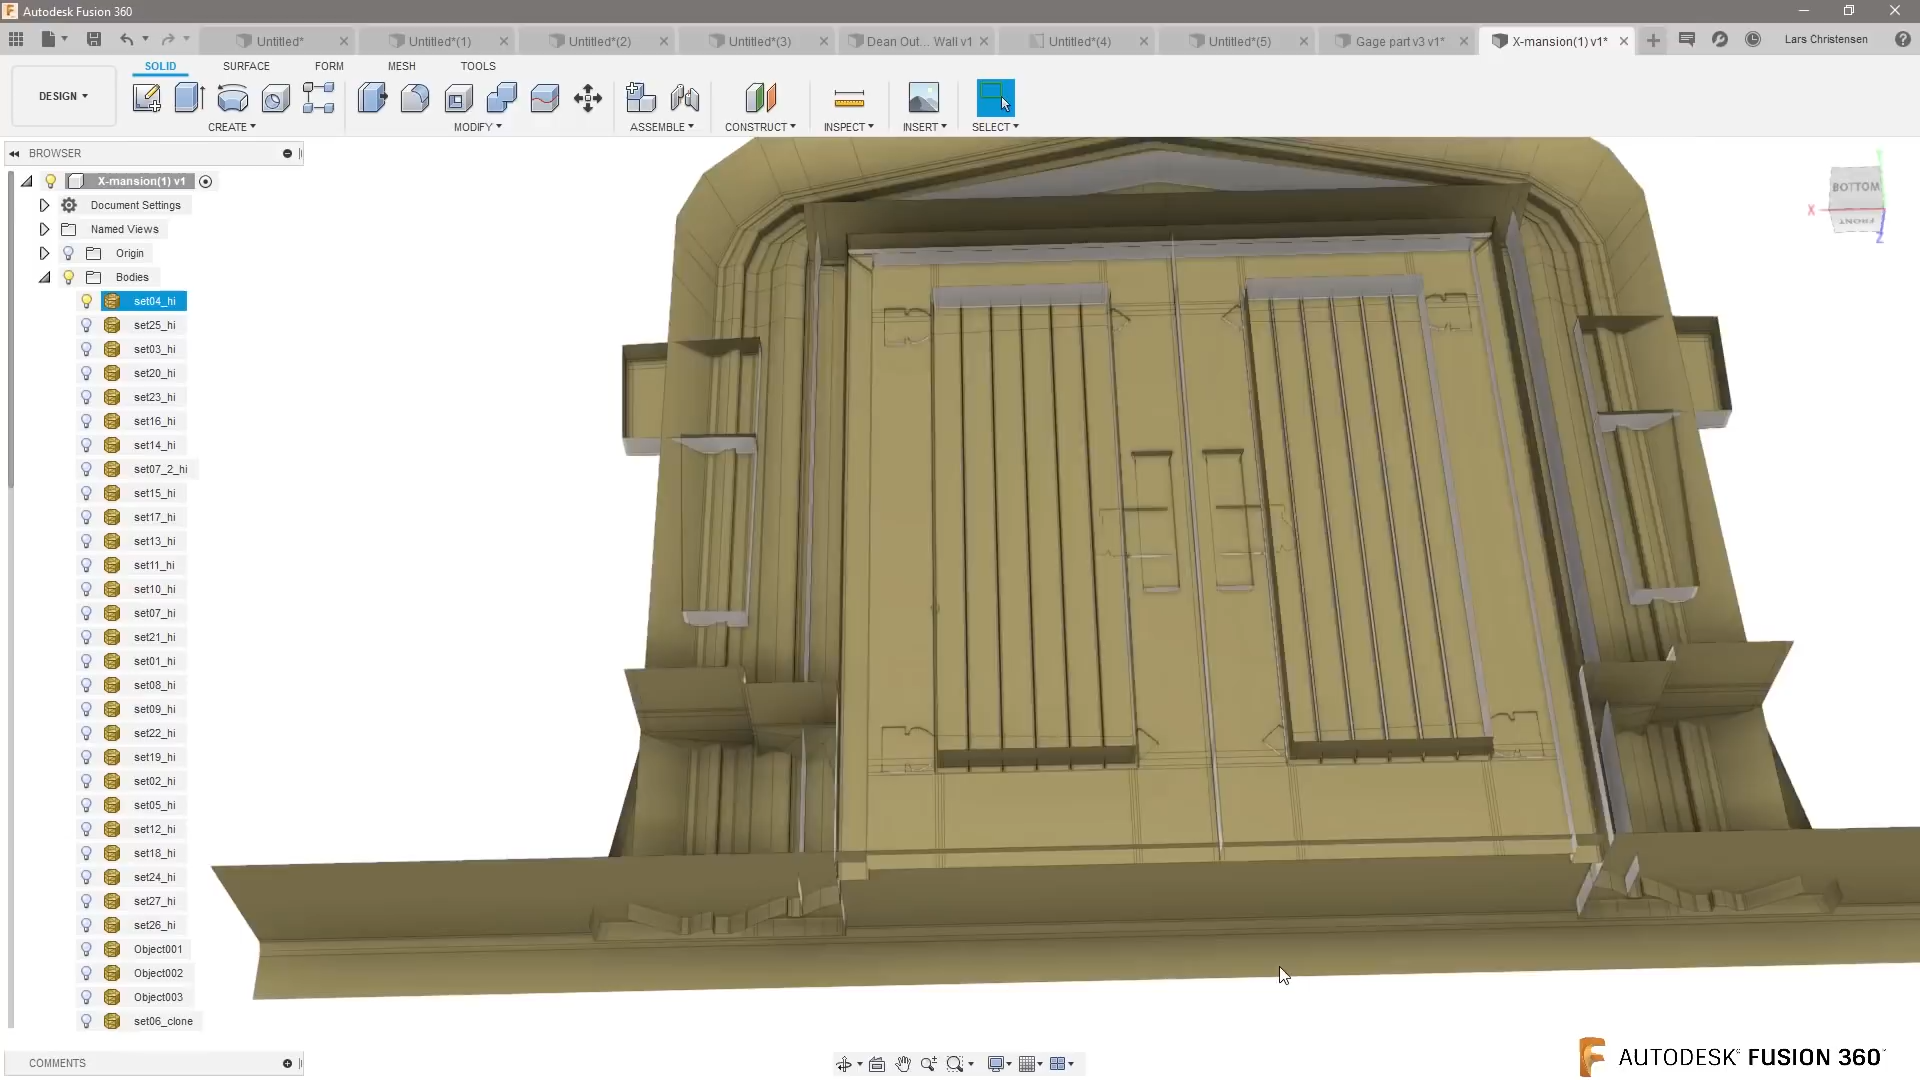 Autodesk Fusion 360
Untitled* Untitled*(1) Untitled*(2) Untitled*(3) Dean Out... Wall v1 Untitled*(4) Untitled*(5) Gage part v3 v1* X-mansion(1) v1* Lars Christensen
SOLID SURFACE FORM MESH TOOLS
DESIGN
CREATE MODIFY ASSEMBLE CONSTRUCT INSPECT INSERT SELECT
BROWSER
X-mansion(1) v1
Document Settings
Named Views
Origin
Bodies
set04_hi
set25_hi
set03_hi
set20_hi
set23_hi
set16_hi
set14_hi
set07_2_hi
set15_hi
set17_hi
set13_hi
set11_hi
set10_hi
set07_hi
set21_hi
set01_hi
set08_hi
set09_hi
set22_hi
set19_hi
set02_hi
set05_hi
set12_hi
set18_hi
set24_hi
set27_hi
set26_hi
Object001
Object002
Object003
set06_clone
BOTTOM
FRONT
X
Z
COMMENTS
AUTODESK FUSION 360